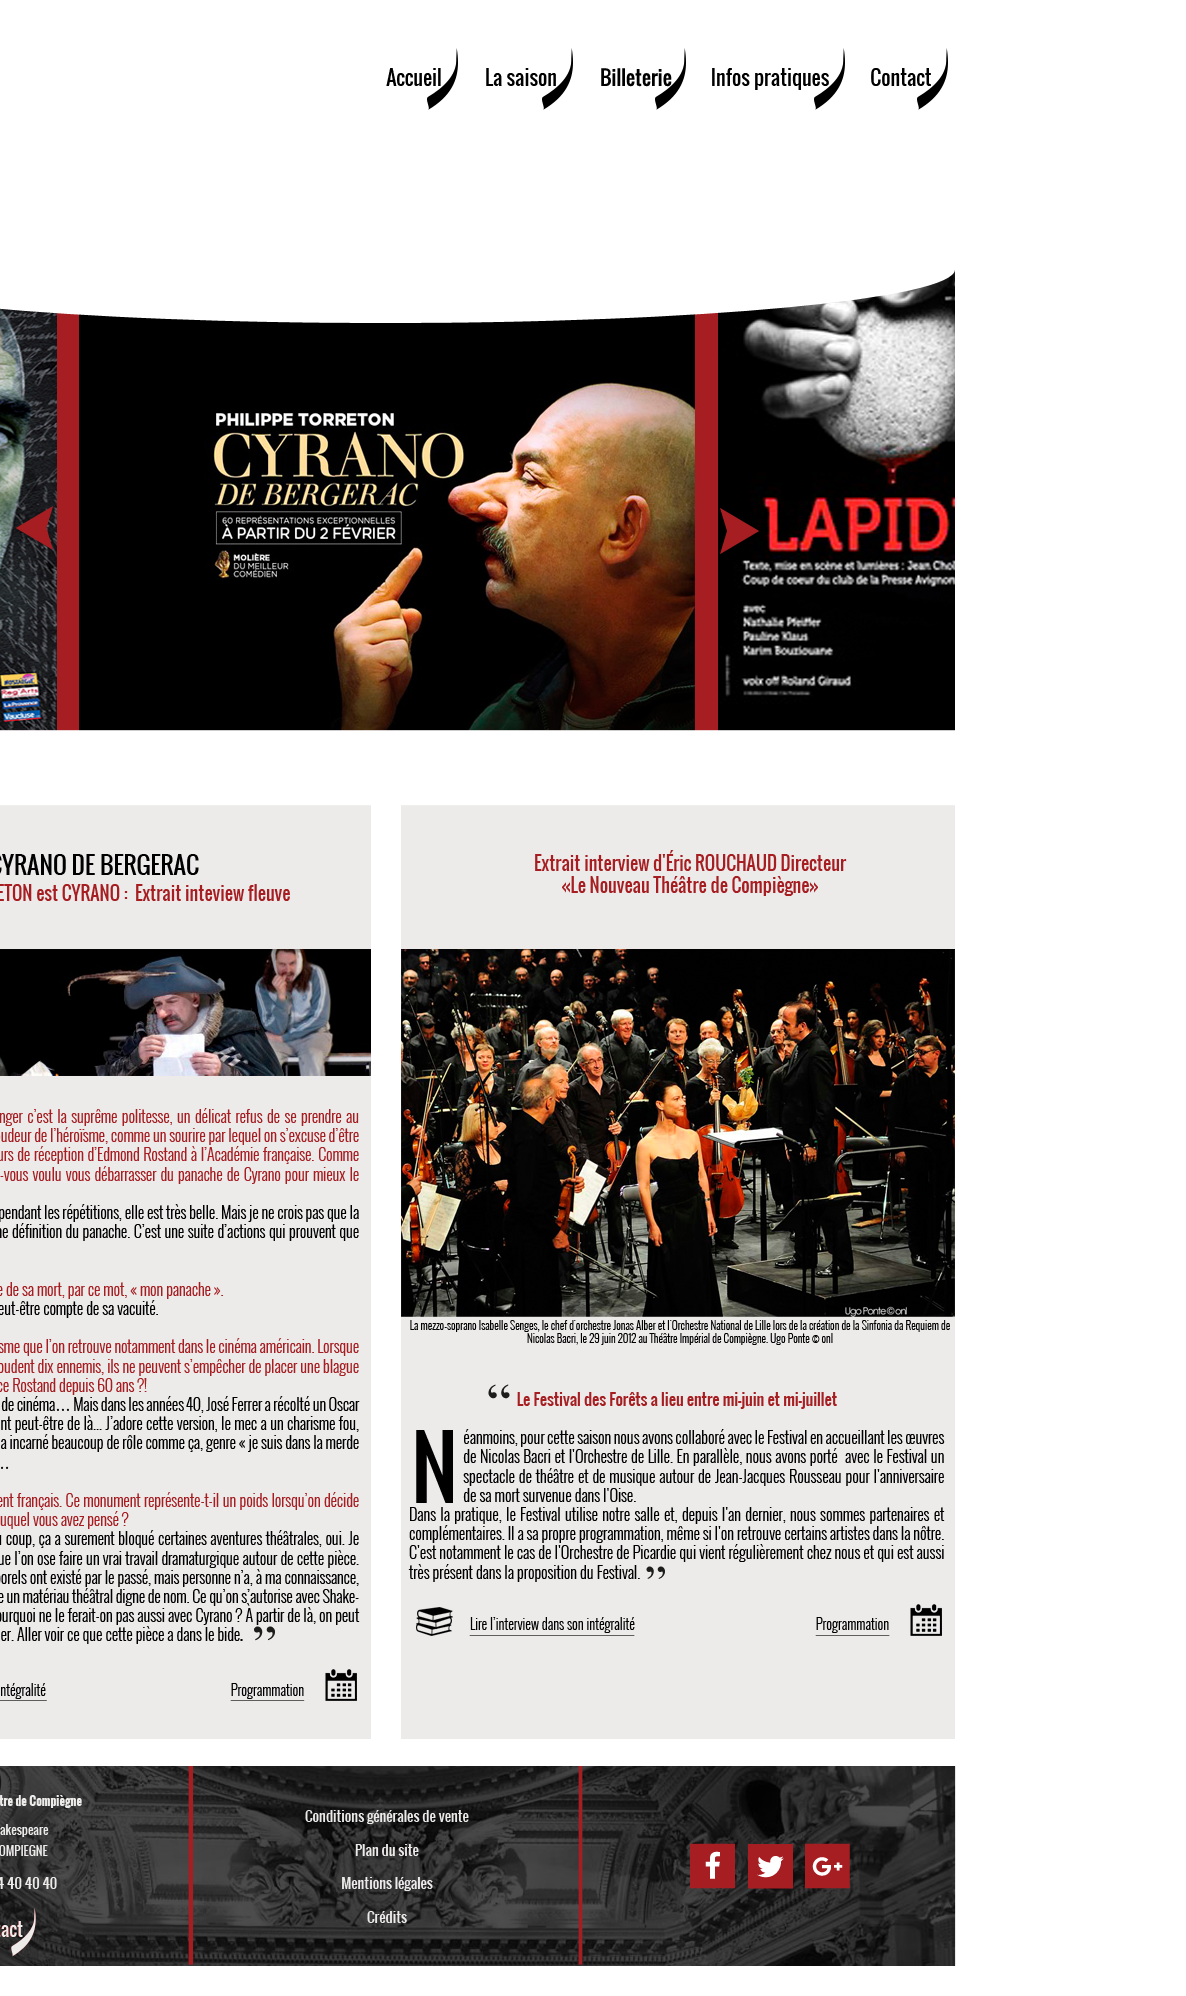 Accueil La saison Billeterie Infos pratiques Contact
PHILIPPE TORRETON
CYRANO
DE BERGERAC
60 REPRÉSENTATIONS EXCEPTIONNELLES
À PARTIR DU 2 FÉVRIER
MOLIÈRE
DU MEILLEUR
COMÉDIEN
Reg'Arts
La Provence
Vaucluse
LAPID
Texte, mise en scène et lumières : Jean Chol
Coup de coeur du club de la Presse Avignon
avec
Nathalie Pfeiffer
Pauline Klaus
Karim Bouziouane
voix off Roland Giraud
CYRANO DE BERGERAC
ETON est CYRANO : Extrait inteview fleuve
nger c’est la suprême politesse, un délicat refus de se prendre au
udeur de l’héroïsme, comme un sourire par lequel on s’excuse d’être
urs de réception d’Edmond Rostand à l’Académie française. Comme
-vous voulu vous débarrasser du panache de Cyrano pour mieux le
pendant les répétitions, elle est très belle. Mais je ne crois pas que la
ne définition du panache. C’est une suite d’actions qui prouvent que
e de sa mort, par ce mot, « mon panache ».
eut-être compte de sa vacuité.
sme que l’on retrouve notamment dans le cinéma américain. Lorsque
oudent dix ennemis, ils ne peuvent s’empêcher de placer une blague
ce Rostand depuis 60 ans ?!
de cinéma… Mais dans les années 40, José Ferrer a récolté un Oscar
nt peut-être de là... J’adore cette version, le mec a un charisme fou,
a incarné beaucoup de rôle comme ça, genre « je suis dans la merde
…
ent français. Ce monument représente-t-il un poids lorsqu’on décide
uquel vous avez pensé ?
u coup, ça a surement bloqué certaines aventures théâtrales, oui. Je
ue l’on ose faire un vrai travail dramaturgique autour de cette pièce.
porels ont existé par le passé, mais personne n’a, à ma connaissance,
e un matériau théâtral digne de nom. Ce qu’on s’autorise avec Shake-
ourquoi ne le ferait-on pas aussi avec Cyrano ? À partir de là, on peut
er. Aller voir ce que cette pièce a dans le bide. ”
ntégralité Programmation
Extrait interview d'Éric ROUCHAUD Directeur
«Le Nouveau Théâtre de Compiègne»
Ugo Ponte © onl
La mezzo-soprano Isabelle Senges, le chef d'orchestre Jonas Alber et l'Orchestre National de Lille lors de la création de la Sinfonia da Requiem de
Nicolas Bacri, le 29 juin 2012 au Théâtre Impérial de Compiègne. Ugo Ponte © onl
“ Le Festival des Forêts a lieu entre mi-juin et mi-juillet
Néanmoins, pour cette saison nous avons collaboré avec le Festival en accueillant les œuvres
de Nicolas Bacri et l'Orchestre de Lille. En parallèle, nous avons porté avec le Festival un
spectacle de théâtre et de musique autour de Jean-Jacques Rousseau pour l'anniversaire
de sa mort survenue dans l'Oise.
Dans la pratique, le Festival utilise notre salle et, depuis l'an dernier, nous sommes partenaires et
complémentaires. Il a sa propre programmation, même si l'on retrouve certains artistes dans la nôtre.
C'est notamment le cas de l'Orchestre de Picardie qui vient régulièrement chez nous et qui est aussi
très présent dans la proposition du Festival. ”
Lire l'interview dans son intégralité Programmation
tre de Compiègne
akespeare
OMPIEGNE
4 40 40 40
act
Conditions générales de vente
Plan du site
Mentions légales
Crédits
f G+